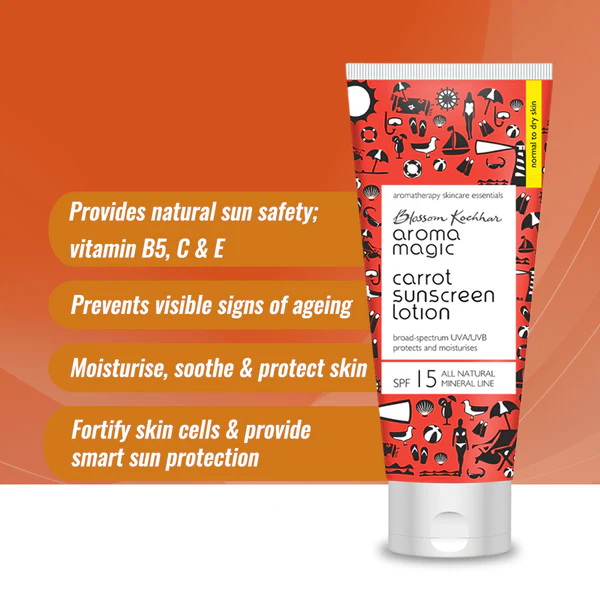 Provides natural sun safety;
vitamin B5, C & E
Prevents visible signs of ageing
Moisturise, soothe & protect skin
Fortify skin cells & provide
smart sun protection
normal to dry skin
aromatherapy skincare essentials
Blossom Kochhar
aroma
magic
carrot
sunscreen
lotion
broad-spectrum UVA/UVB
protects and moisturises
SPF 15 ALL NATURAL
MINERAL LINE